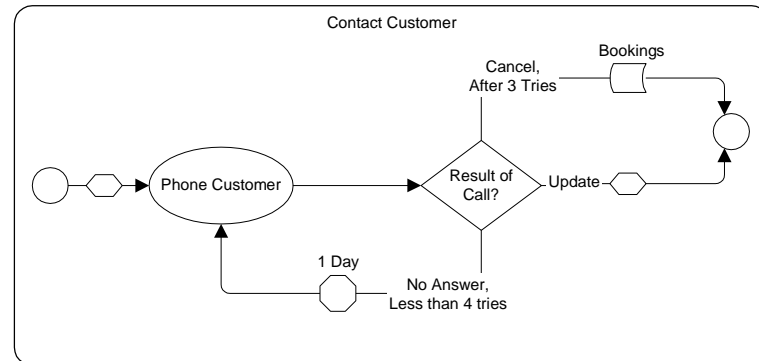 Contact Customer
Bookings
Cancel,
After 3 Tries
Phone Customer
Result of
Call?
Update
1 Day
No Answer,
Less than 4 tries